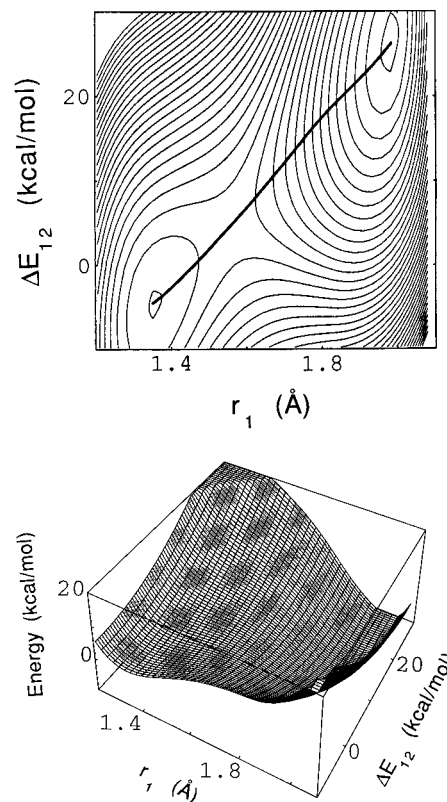 20
0
ΔE₁₂ (kcal/mol)
1.4 1.8
r₁ (Å)
20
0
Energy (kcal/mol)
1.4
1.8
r₁ (Å)
20
0
ΔE₁₂ (kcal/mol)